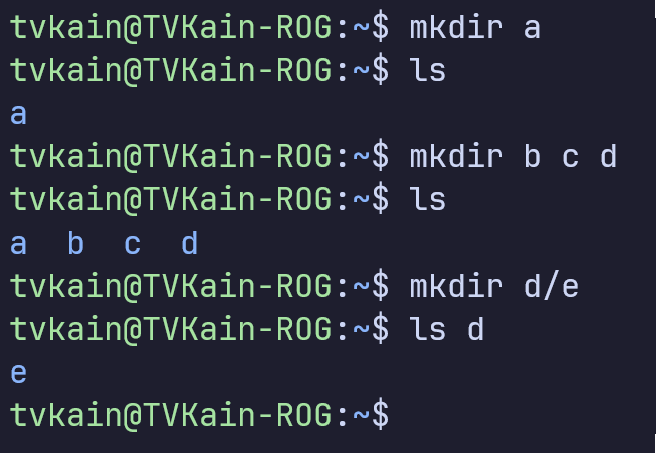 tvkain@TVKain-ROG:~$ mkdir a
tvkain@TVKain-ROG:~$ ls
a
tvkain@TVKain-ROG:~$ mkdir b c d
tvkain@TVKain-ROG:~$ ls
a  b  c  d
tvkain@TVKain-ROG:~$ mkdir d/e
tvkain@TVKain-ROG:~$ ls d
e
tvkain@TVKain-ROG:~$